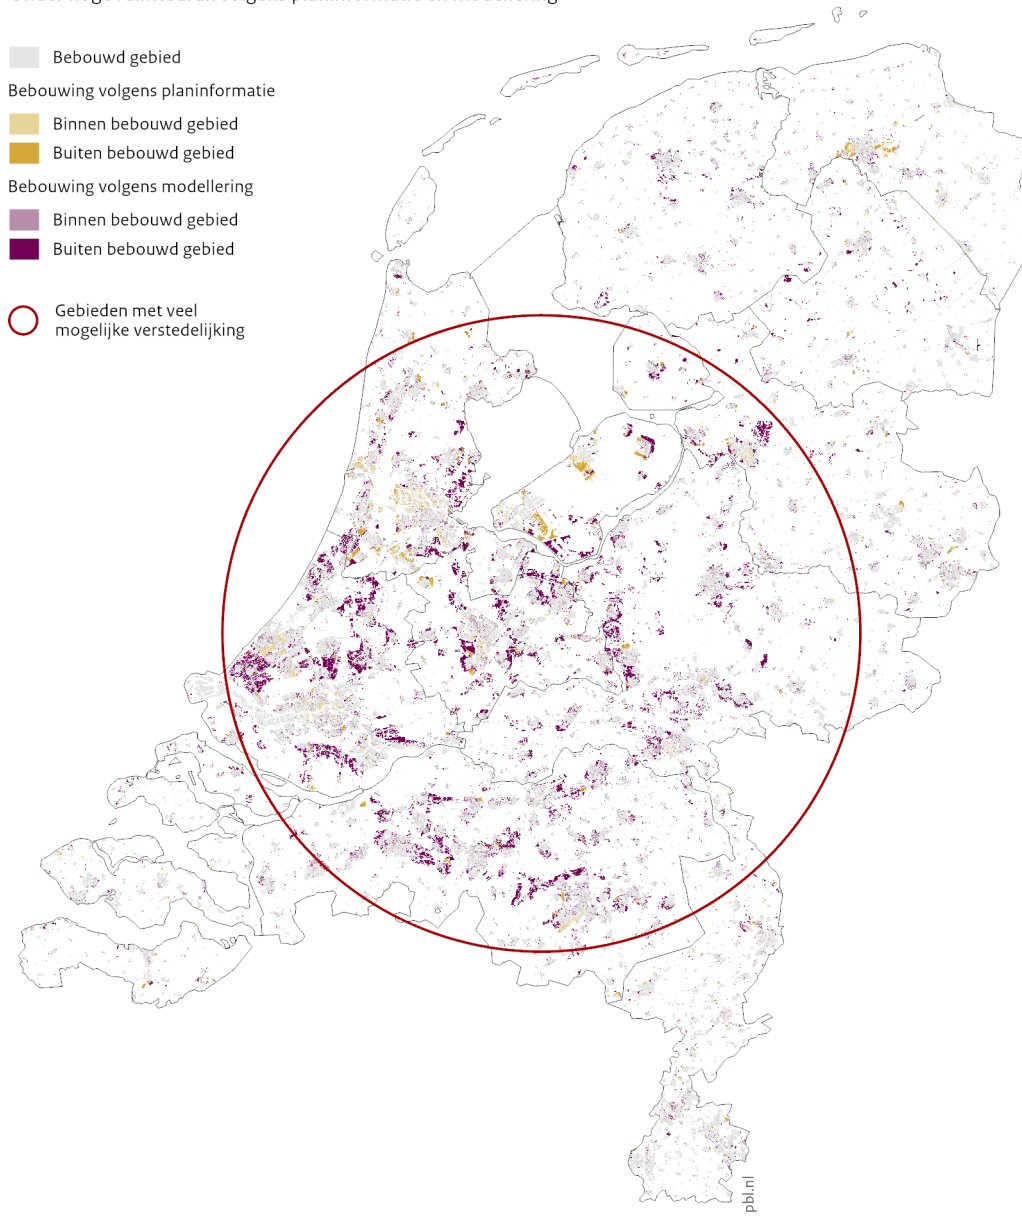 Bebouwd gebied
Bebouwing volgens planinformatie
Binnen bebouwd gebied
Buiten bebouwd gebied
Bebouwing volgens modellering
Binnen bebouwd gebied
Buiten bebouwd gebied
Gebieden met veel
mogelijke verstedelijking
pbl.nl